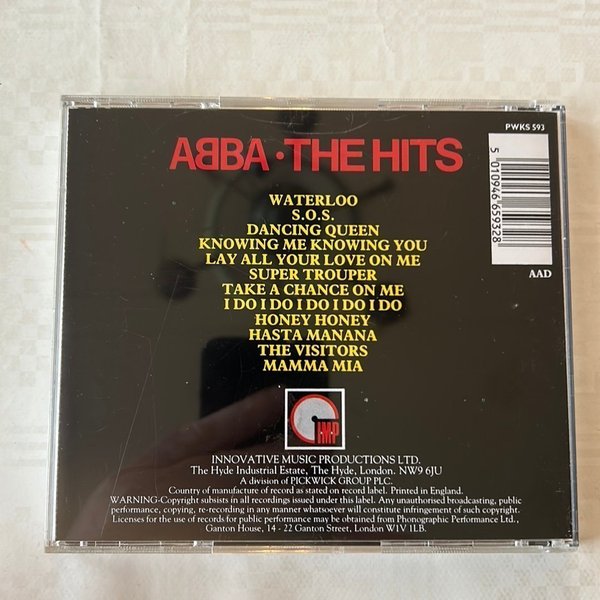 PWKS 593
ABBA · THE HITS
5 010946 659328
AAD
WATERLOO
S.O.S.
DANCING QUEEN
KNOWING ME KNOWING YOU
LAY ALL YOUR LOVE ON ME
SUPER TROUPER
TAKE A CHANCE ON ME
I DO I DO I DO I DO I DO
HONEY HONEY
HASTA MANANA
THE VISITORS
MAMMA MIA
IMP
INNOVATIVE MUSIC PRODUCTIONS LTD.
The Hyde Industrial Estate, The Hyde, London. NW9 6JU
A division of PICKWICK GROUP PLC.
Country of manufacture of record as stated on record label. Printed in England.
WARNING-Copyright subsists in all recordings issued under this label. Any unauthorised broadcasting, public
performance, copying, re-recording in any manner whatsoever will constitute infringement of such copyright.
Licenses for the use of records for public performance may be obtained from Phonographic Performance Ltd.,
Ganton House, 14 - 22 Ganton Street, London W1V 1LB.